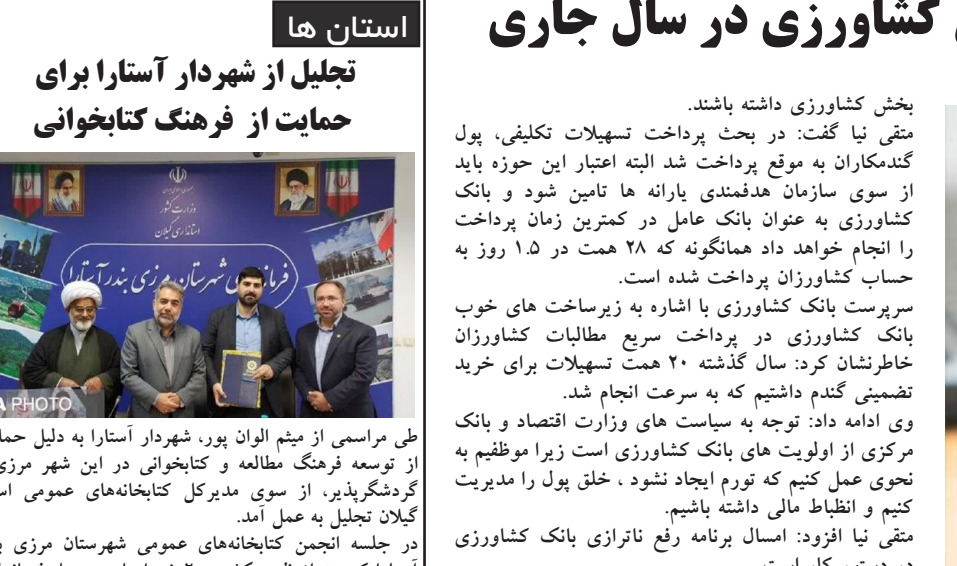 کشاورزی در سال جاری
بخش کشاورزی داشته باشند.
متقی نیا گفت: در بحث پرداخت تسهیلات تکلیفی، پول
گندمکاران به موقع پرداخت شد البته اعتبار این حوزه باید
از سوی سازمان هدفمندی یارانه ها تامین شود و بانک
کشاورزی به عنوان بانک عامل در کمترین زمان پرداخت
را انجام خواهد داد همانگونه که ۲۸ همت در ۱.۵ روز به
حساب کشاورزان پرداخت شده است.
سرپرست بانک کشاورزی با اشاره به زیرساخت های خوب
بانک کشاورزی در پرداخت سریع مطالبات کشاورزان
خاطرنشان کرد: سال گذشته ۲۰ همت تسهیلات برای خرید
تضمینی گندم داشتیم که به سرعت انجام شد.
وی ادامه داد: توجه به سیاست های وزارت اقتصاد و بانک
مرکزی از اولویت های بانک کشاورزی است زیرا موظفیم به
نحوی عمل کنیم که تورم ایجاد نشود ، خلق پول را مدیریت
کنیم و انظباط مالی داشته باشیم.
متقی نیا افزود: امسال برنامه رفع ناترازی بانک کشاورزی
استان ها
تجلیل از شهردار آستارا برای
حمایت از فرهنگ کتابخوانی
وزارت کشور
استانداری گیلان
شهرستان مرزی بندر آستارا
PHOTO
طی مراسمی از میثم الوان پور، شهردار آستارا به دلیل
از توسعه فرهنگ مطالعه و کتابخوانی در این شهر مرزی
گردشگرپذیر، از سوی مدیرکل کتابخانه‌های عمومی
گیلان تجلیل به عمل آمد.
در جلسه انجمن کتابخانه‌های عمومی شهرستان مرزی